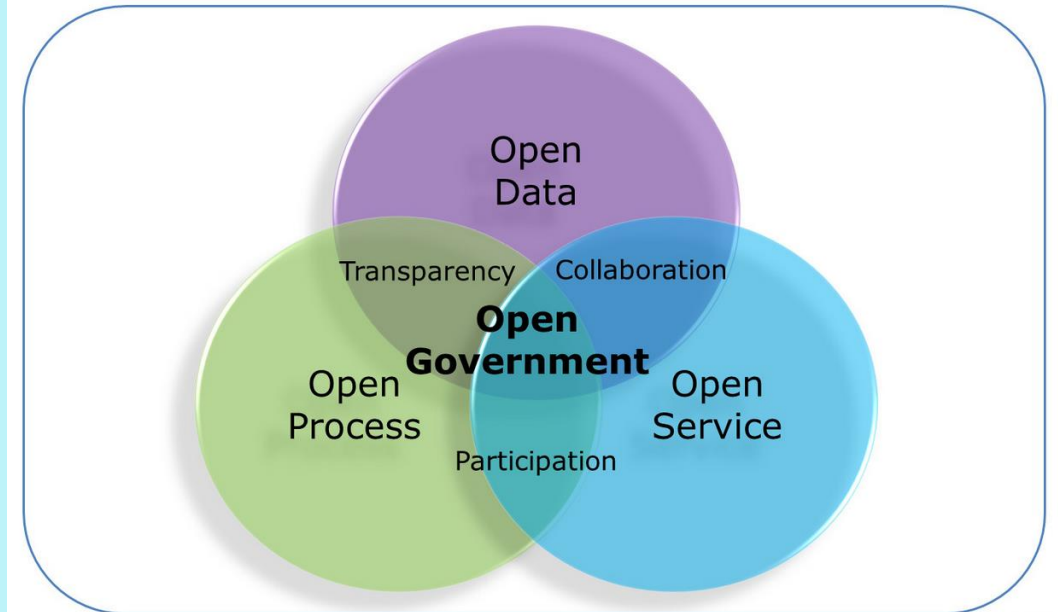 Open
Data
Transparency
Collaboration
Open
Government
Open
Process
Open
Service
Participation